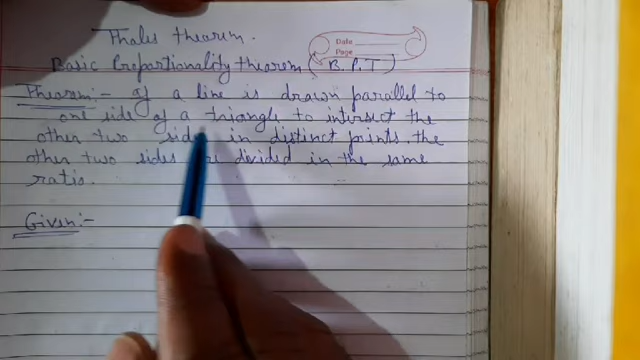 Thales theorem.
Date
Page
Basic Proportionality theorem (B.P.T)
Theorem:- If a line is drawn parallel to
one side of a triangle to intersect the
other two side in distinct points, the
other two sides are divided in the same
ratio.
Given:-